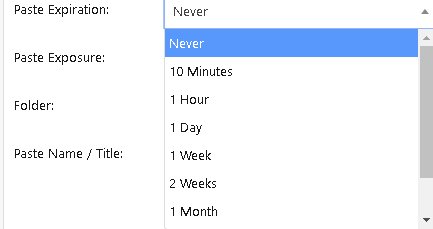 Paste Expiration: Never
Never
Paste Exposure:
10 Minutes
1 Hour
Folder:
1 Day
Paste Name / Title:
1 Week
2 Weeks
1 Month